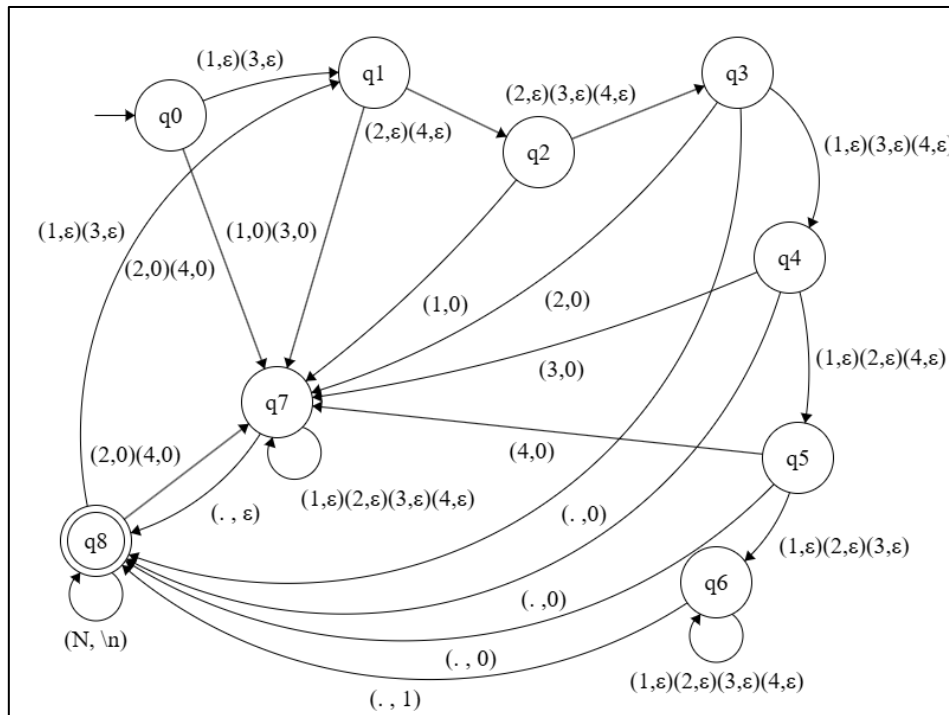 (1,ε)(3,ε)
q1
q3
q0
(2,ε)(3,ε)(4,ε)
(2,ε)(4,ε)
q2
(1,ε)(3,ε)(4,ε)
(1,ε)(3,ε)
(1,0)(3,0)
q4
(2,0)(4,0)
(1,0)
(2,0)
(3,0)
(1,ε)(2,ε)(4,ε)
q7
(4,0)
q5
(2,0)(4,0)
(1,ε)(2,ε)(3,ε)(4,ε)
(. , ε)
(. ,0)
q8
(1,ε)(2,ε)(3,ε)
q6
(. ,0)
(N, \n)
(. , 0)
(1,ε)(2,ε)(3,ε)(4,ε)
(. , 1)